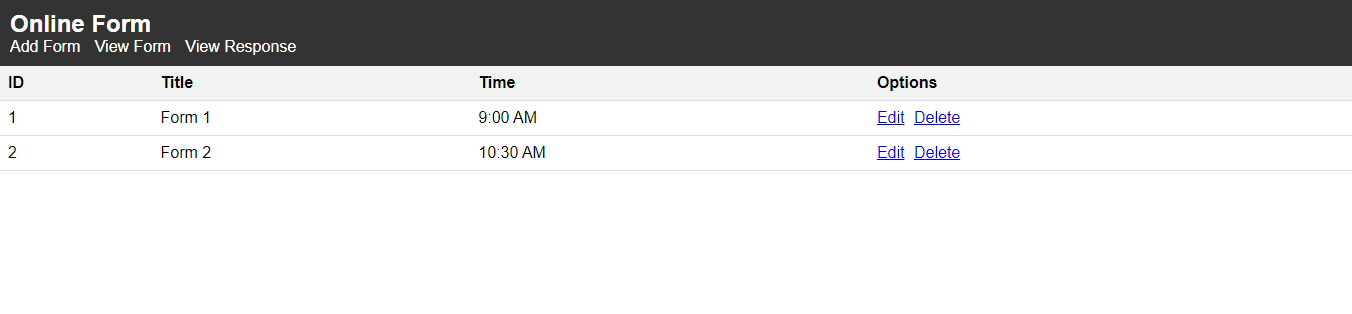 Online Form
Add Form View Form View Response
ID Title Time Options
1 Form 1 9:00 AM Edit Delete
2 Form 2 10:30 AM Edit Delete